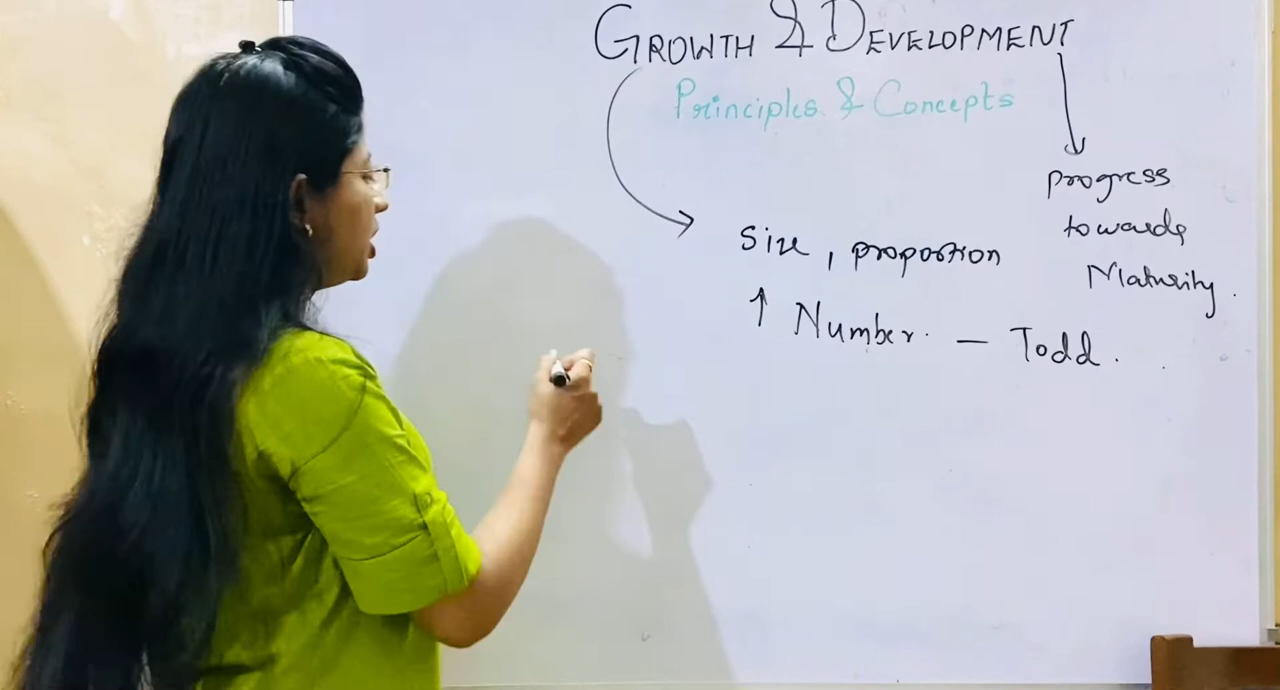 GROWTH & DEVELOPMENT
Principles & Concepts
Progress
towards
Maturity.
Size, proportion
↑ Number. - Todd.